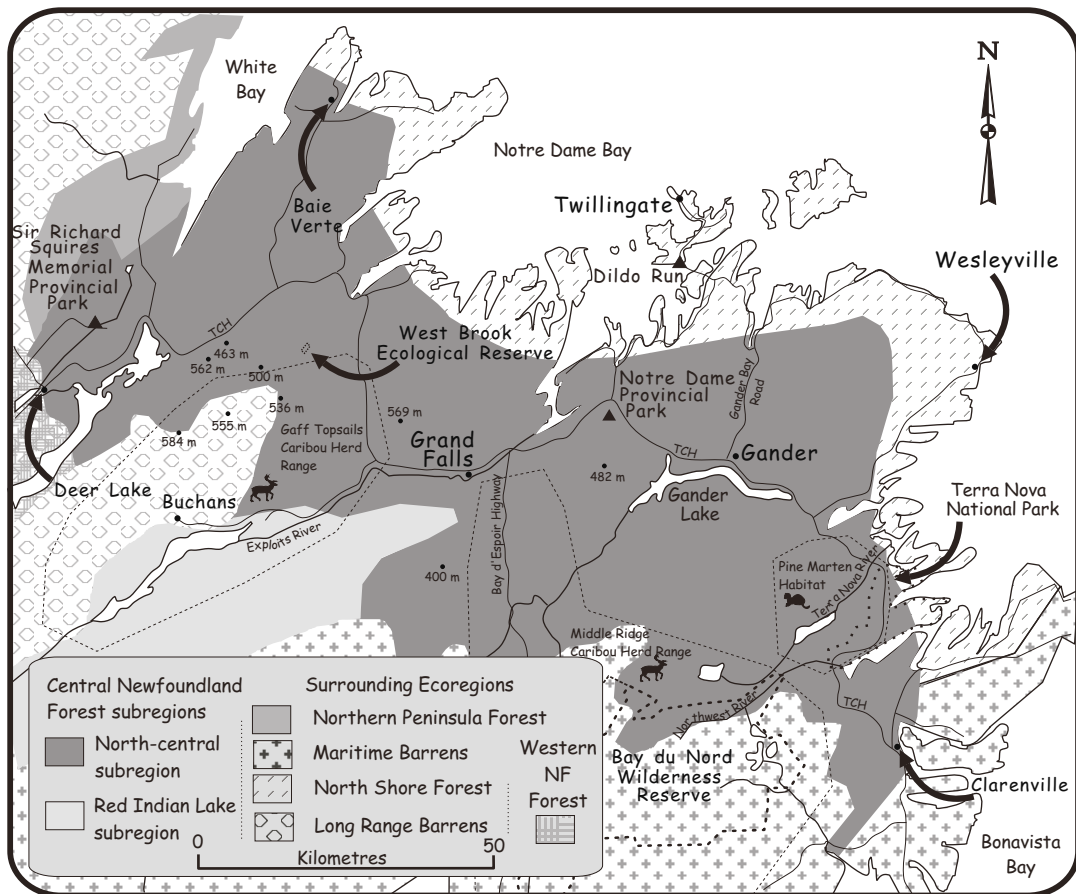 White
Bay
N
Notre Dame Bay
Baie
Verte
Twillingate
Sir Richard
Squires
Memorial
Provincial
Park
Dildo Run
Wesleyville
TCH
West Brook
Ecological Reserve
463 m
562 m
500 m
536 m
555 m
584 m
569 m
Notre Dame
Provincial
Park
Gander Bay
Road
Gaff Topsails
Caribou Herd
Range
Grand
Falls
TCH
Gander
482 m
Deer Lake
Buchans
Gander
Lake
Terra Nova
National Park
Exploits River
Bay d'Espoir Highway
400 m
Pine Marten
Habitat
Terra Nova River
Middle Ridge
Caribou Herd Range
Northwest River
TCH
Bay du Nord
Wilderness
Reserve
Clarenville
Bonavista
Bay
Central Newfoundland
Forest subregions
North-central
subregion
Red Indian Lake
subregion
Surrounding Ecoregions
Northern Peninsula Forest
Maritime Barrens
North Shore Forest
Long Range Barrens
Western
NF
Forest
0
50
Kilometres